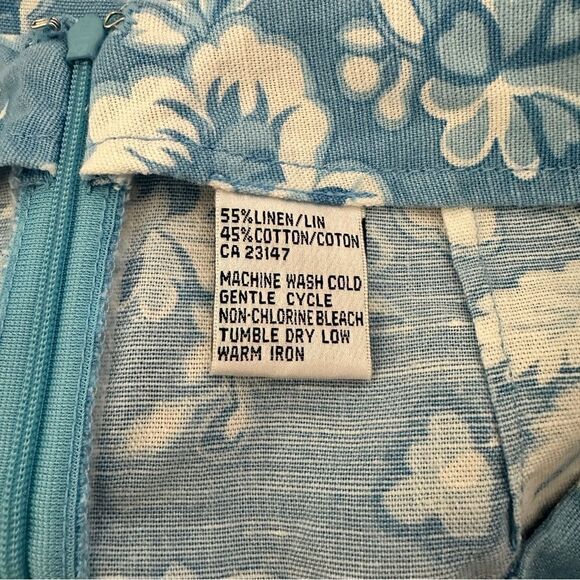 55%LINEN/LIN
45%COTTON/COTON
CA 23147
MACHINE WASH COLD
GENTLE CYCLE
NON-CHLORINE BLEACH
TUMBLE DRY LOW
WARM IRON